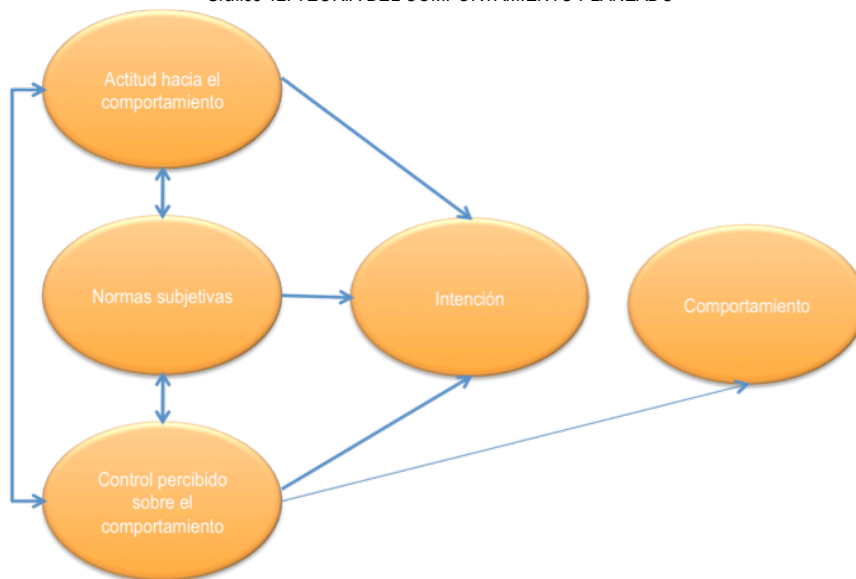 Actitud hacia el
comportamiento
Normas subjetivas
Intención
Comportamiento
Control percibido
sobre el
comportamiento